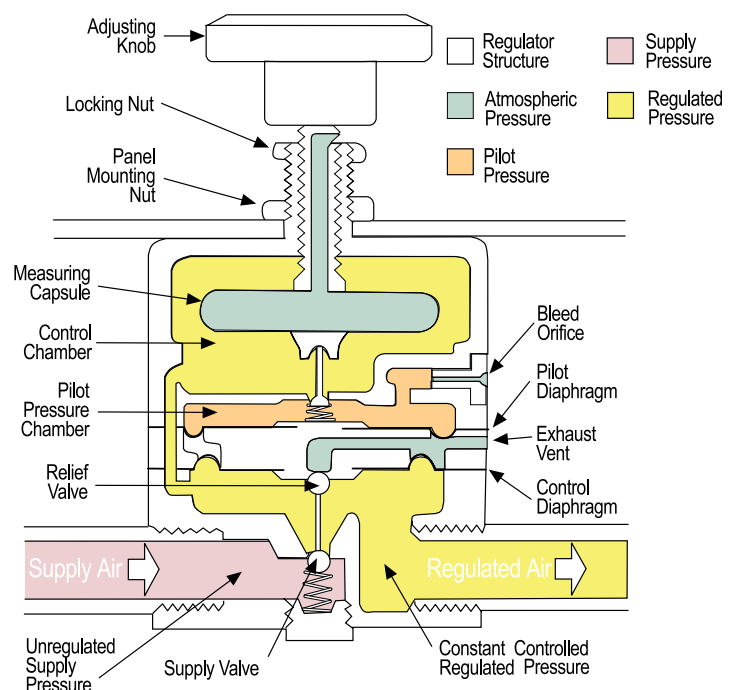 Adjusting
Knob
Locking Nut
Panel
Mounting
Nut
Measuring
Capsule
Control
Chamber
Pilot
Pressure
Chamber
Relief
Valve
Supply Air
Unregulated
Supply
Pressure
Supply Valve
Regulator
Structure
Supply
Pressure
Atmospheric
Pressure
Regulated
Pressure
Pilot
Pressure
Bleed
Orifice
Pilot
Diaphragm
Exhaust
Vent
Control
Diaphragm
Regulated Air
Constant
Regulated Controlled
Pressure